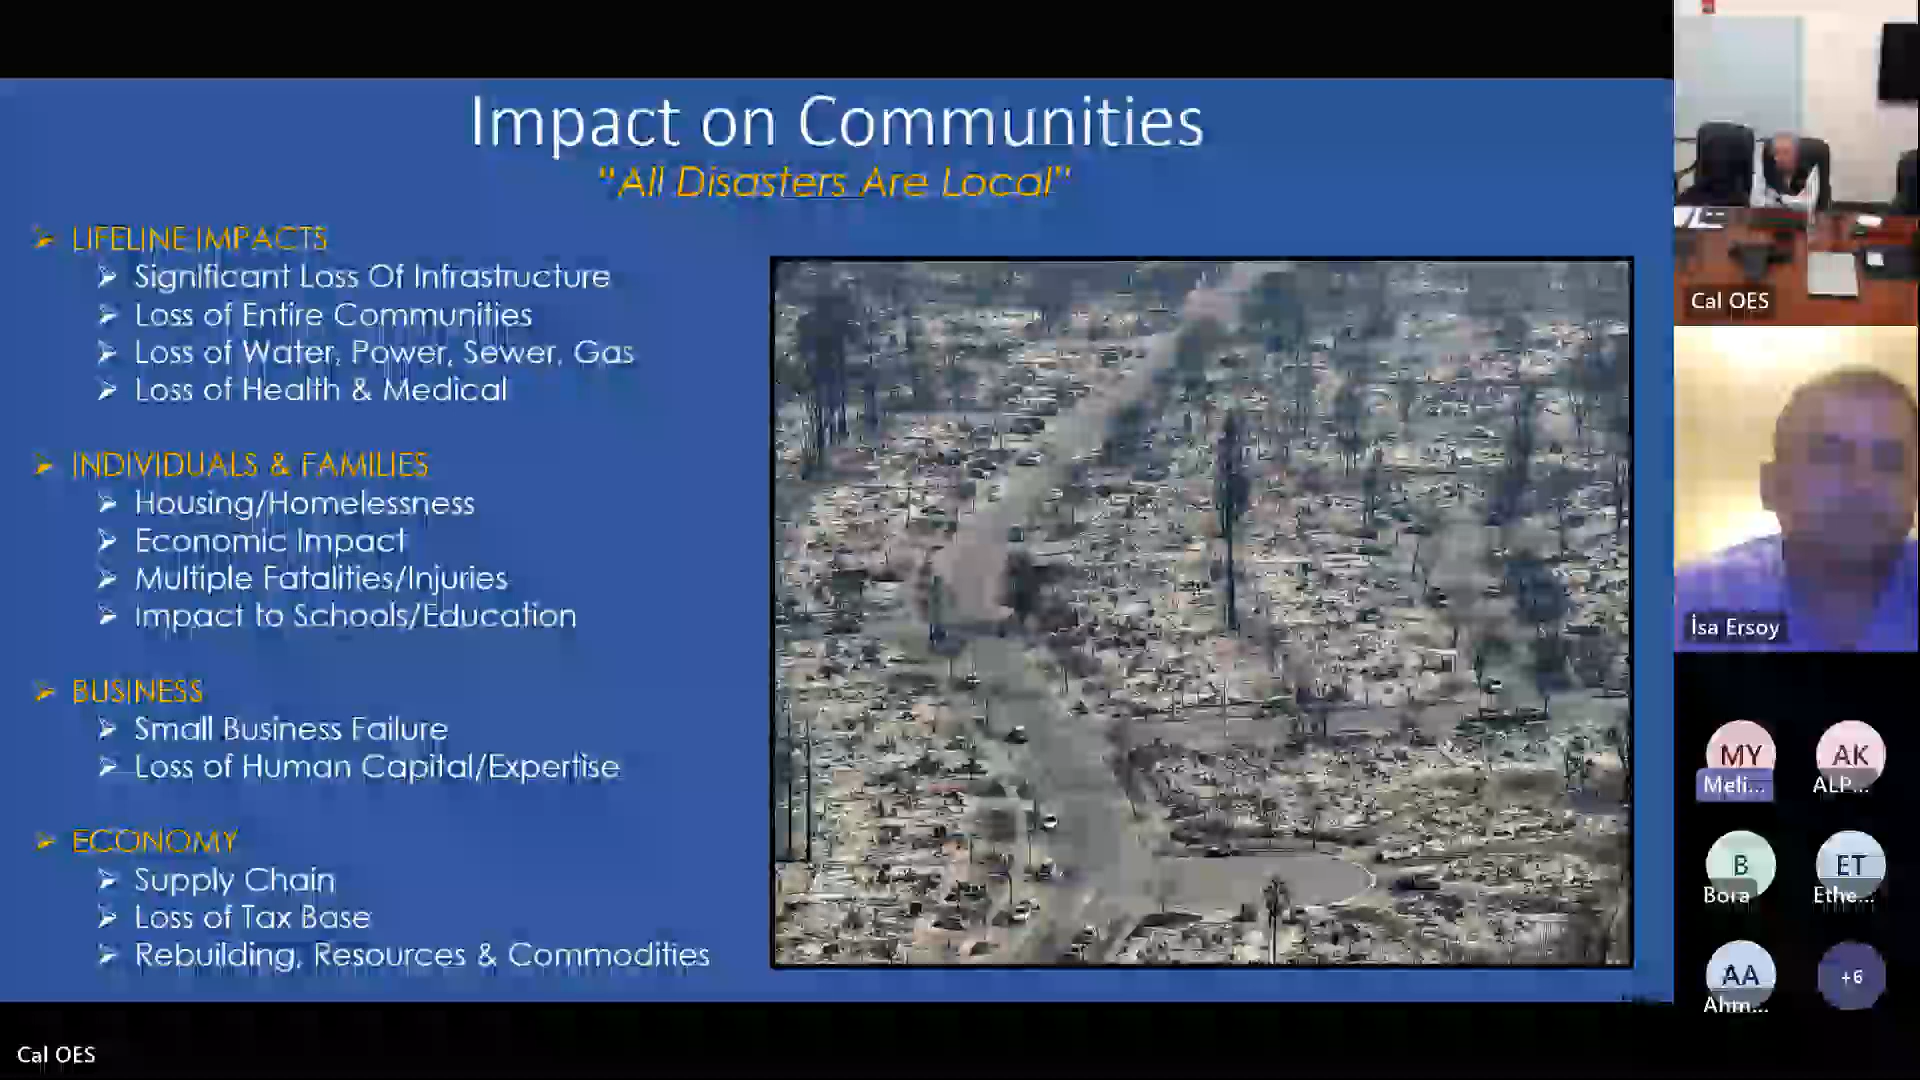 Impact on Communities
"All Disasters Are Local"
LIFELINE IMPACTS
Significant Loss Of Infrastructure
Loss of Entire Communities
Loss of Water, Power, Sewer, Gas
Loss of Health & Medical
INDIVIDUALS & FAMILIES
Housing/Homelessness
Economic Impact
Multiple Fatalities/Injuries
Impact to Schools/Education
BUSINESS
Small Business Failure
Loss of Human Capital/Expertise
ECONOMY
Supply Chain
Loss of Tax Base
Rebuilding, Resources & Commodities
Cal OES
Cal OES
İsa Ersoy
MY
Meli...
AK
ALP...
B
Bora
ET
Ethe...
AA
Ahm...
+6